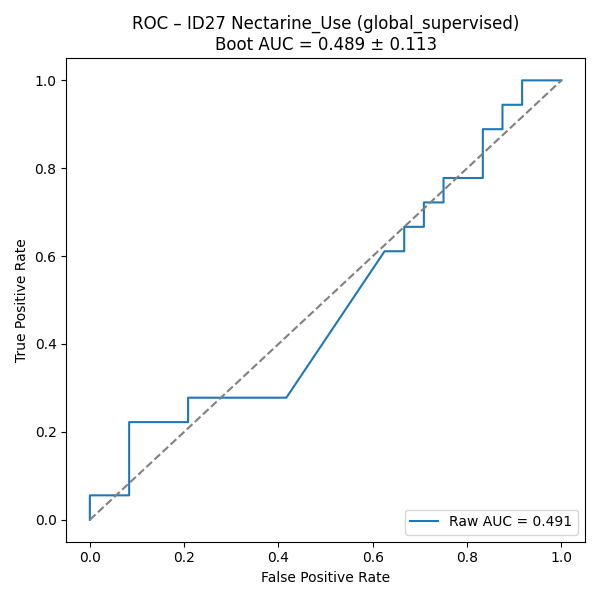 ROC – ID27 Nectarine_Use (global_supervised)
Boot AUC = 0.489 ± 0.113
True Positive Rate
1.0
0.8
0.6
0.4
0.2
0.0
0.0 0.2 0.4 0.6 0.8 1.0
False Positive Rate
Raw AUC = 0.491